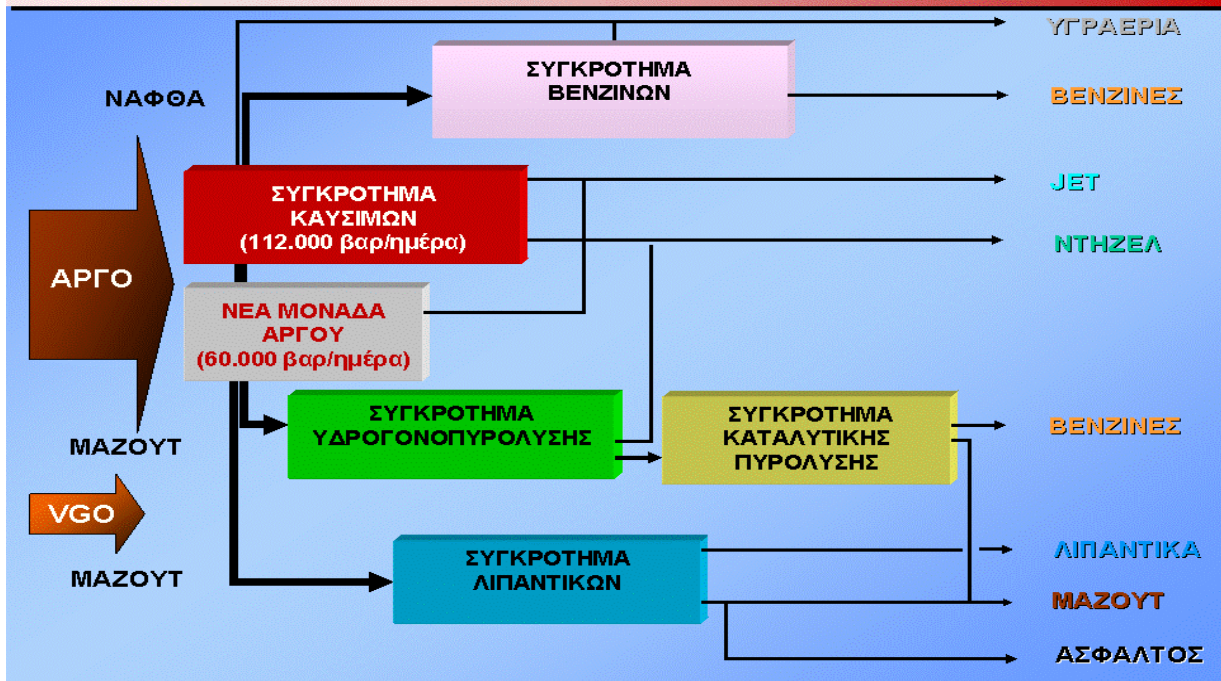 ΥΓΡΑΕΡΙΑ
ΣΥΓΚΡΟΤΗΜΑ
ΒΕΝΖΙΝΩΝ
ΝΑΦΘΑ
ΒΕΝΖΙΝΕΣ
ΣΥΓΚΡΟΤΗΜΑ
ΚΑΥΣΙΜΩΝ
(112.000 βαρ/ημέρα)
JET
ΝΤΗΖΕΛ
ΑΡΓΟ
ΝΕΑ ΜΟΝΑΔΑ
ΑΡΓΟΥ
(60.000 βαρ/ημέρα)
ΣΥΓΚΡΟΤΗΜΑ
ΥΔΡΟΓΟΝΟΠΥΡΟΛΥΣΗΣ
ΣΥΓΚΡΟΤΗΜΑ
ΚΑΤΑΛΥΤΙΚΗΣ
ΠΥΡΟΛΥΣΗΣ
ΒΕΝΖΙΝΕΣ
ΜΑΖΟΥΤ
VGO
ΜΑΖΟΥΤ
ΣΥΓΚΡΟΤΗΜΑ
ΛΙΠΑΝΤΙΚΩΝ
ΛΙΠΑΝΤΙΚΑ
ΜΑΖΟΥΤ
ΑΣΦΑΛΤΟΣ